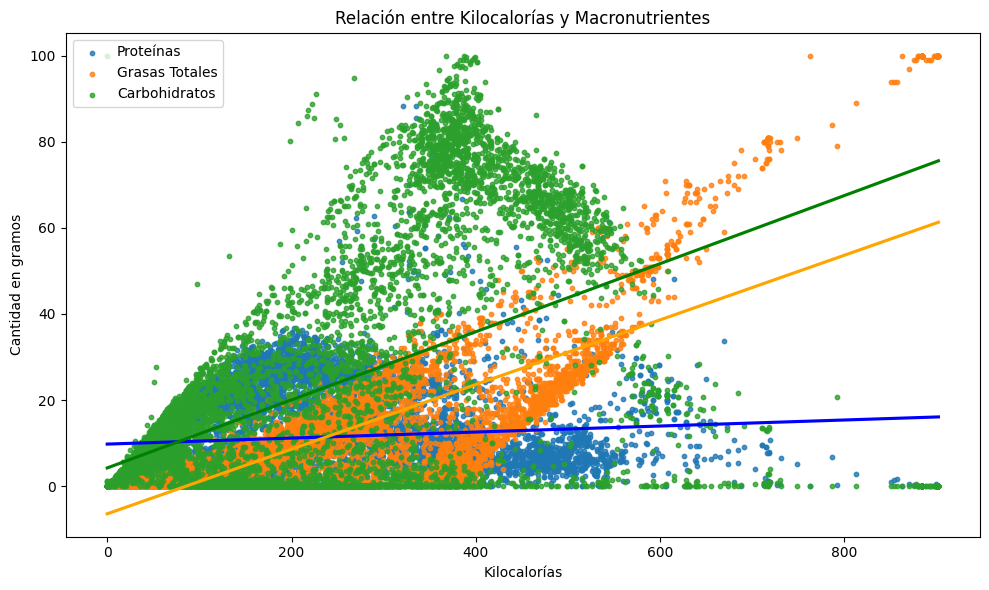 Relación entre Kilocalorías y Macronutrientes
Proteínas
Grasas Totales
Carbohidratos
Cantidad en gramos
100
80
60
40
20
0
0 200 400 600 800
Kilocalorías